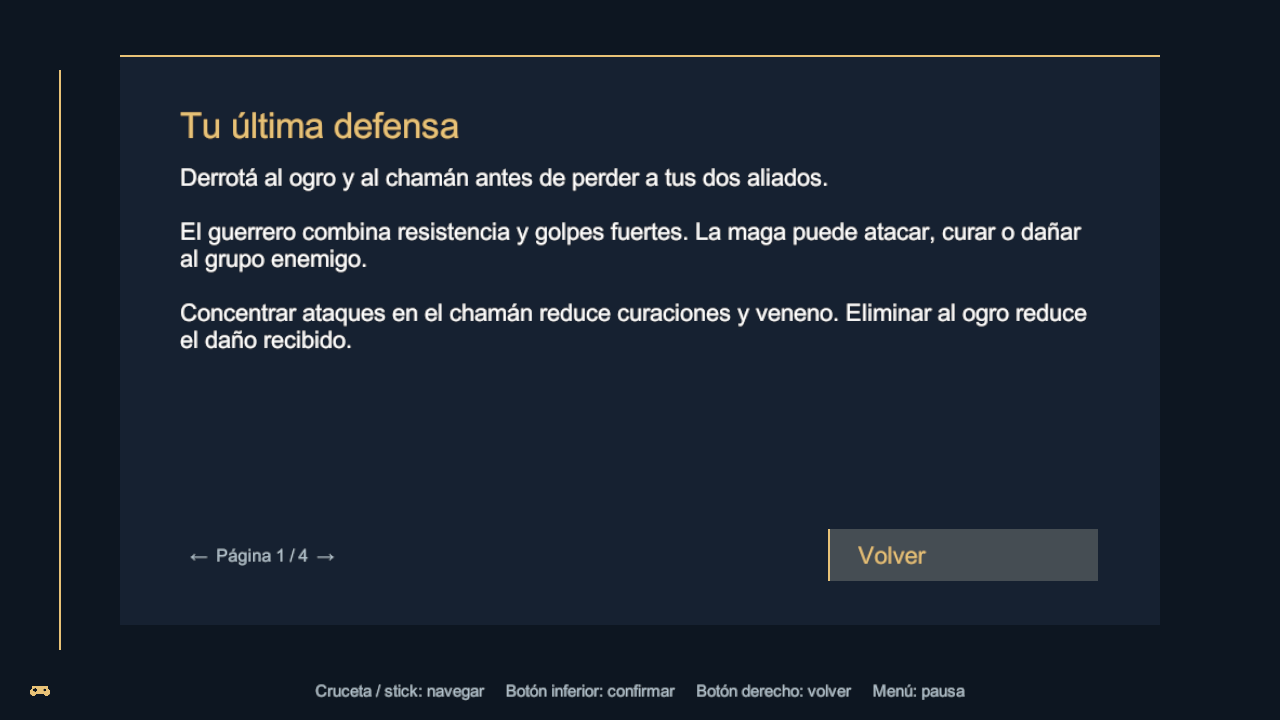 Tu última defensa
Derrotá al ogro y al chamán antes de perder a tus dos aliados.
El guerrero combina resistencia y golpes fuertes. La maga puede atacar, curar o dañar
al grupo enemigo.
Concentrar ataques en el chamán reduce curaciones y veneno. Eliminar al ogro reduce
el daño recibido.
← Página 1 / 4 →
Volver
Cruceta / stick: navegar Botón inferior: confirmar Botón derecho: volver Menú: pausa